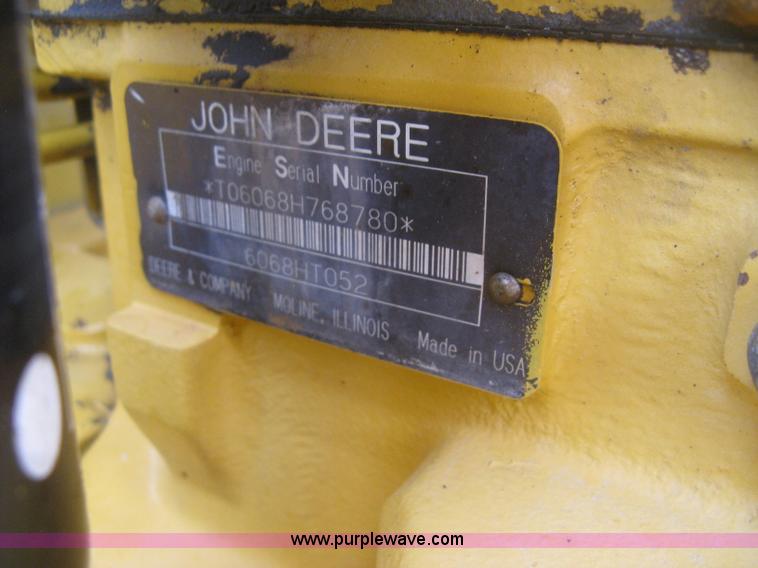 JOHN DEERE
Engine Serial Number
*T06068H768780*
6068HT052
DEERE & COMPANY MOLINE, ILLINOIS Made in USA
www.purplewave.com